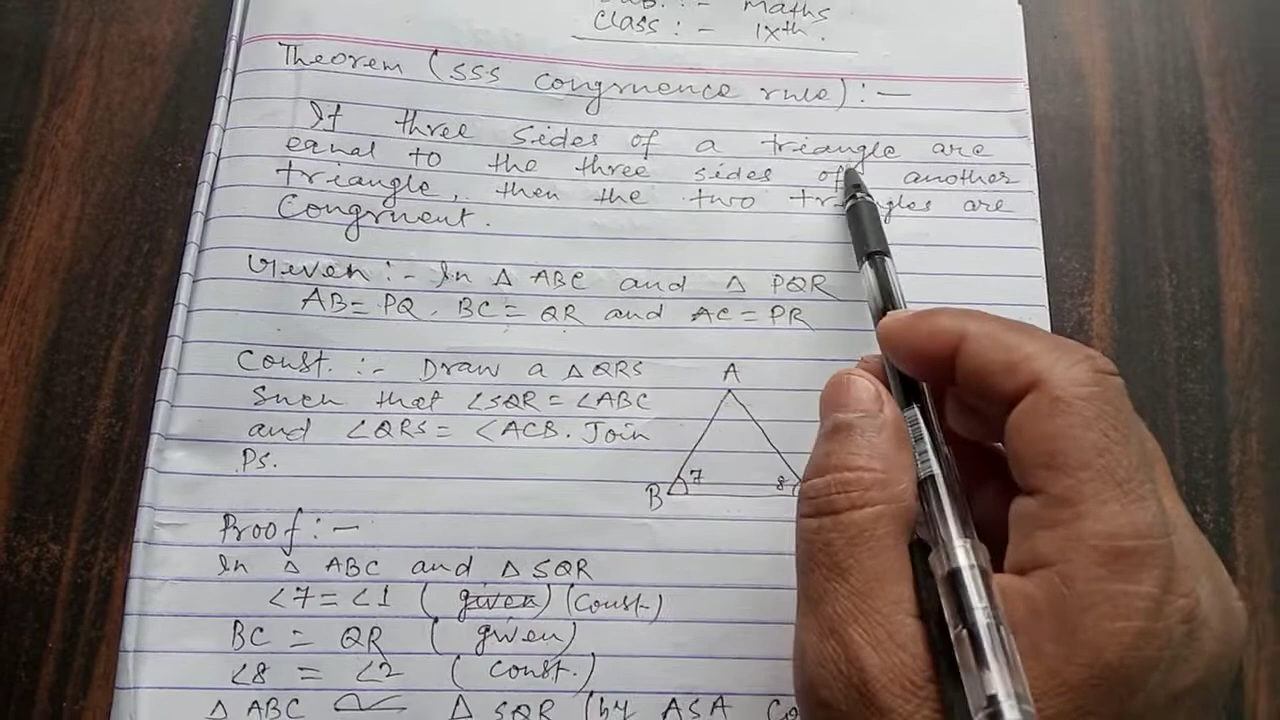 Sub. :- Maths
Class :- IXth.
Theorem (SSS congruence rule) :-
If three sides of a triangle are
equal to the three sides of another
triangle, then the two triangles are
Congruent.
Given :- In △ ABC and △ PQR
AB = PQ, BC = QR and AC = PR
Const. :- Draw a △ QRS
Such that ∠SQR = ∠ABC
and ∠QRS = ∠ACB. Join
PS.
A
7
8
B
Proof :-
In △ ABC and △ SQR
∠7 = ∠1 (given) (Const.)
BC = QR (given)
∠8 = ∠2 (const.)
△ ABC ≅ △ SQR (by ASA Co